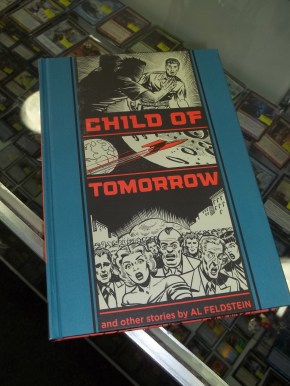 CHILD OF
TOMORROW
and other stories by AL FELDSTEIN